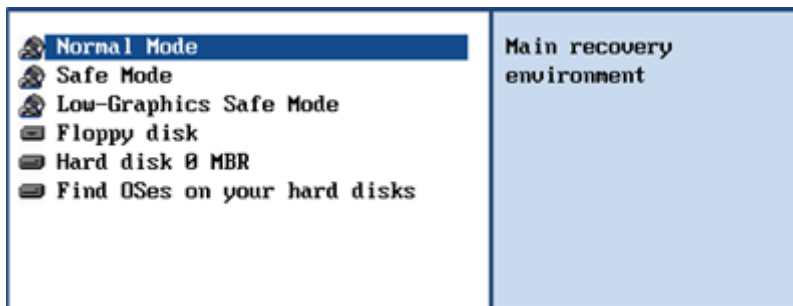 Normal Mode
Safe Mode
Low-Graphics Safe Mode
Floppy disk
Hard disk 0 MBR
Find OSes on your hard disks
Main recovery
environment